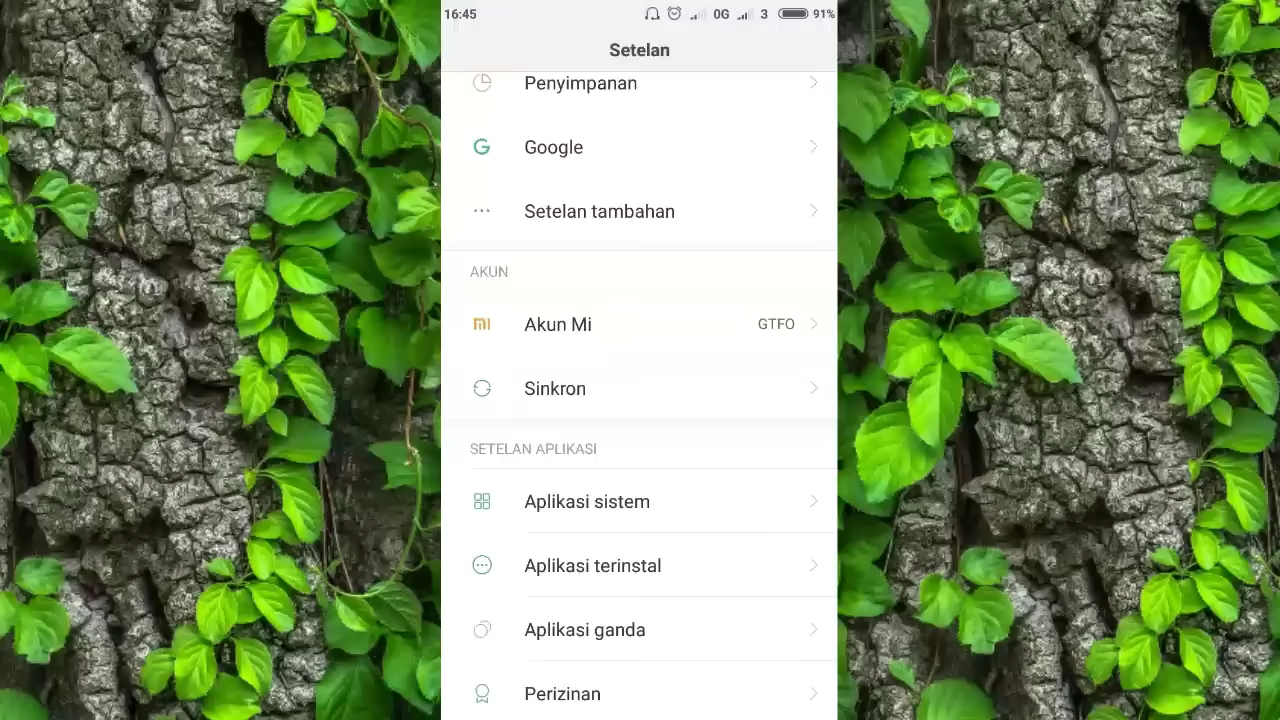 16:45 0G 3 91%
Setelan
Penyimpanan
Google
Setelan tambahan
AKUN
Akun Mi GTFO
Sinkron
SETELAN APLIKASI
Aplikasi sistem
Aplikasi terinstal
Aplikasi ganda
Perizinan